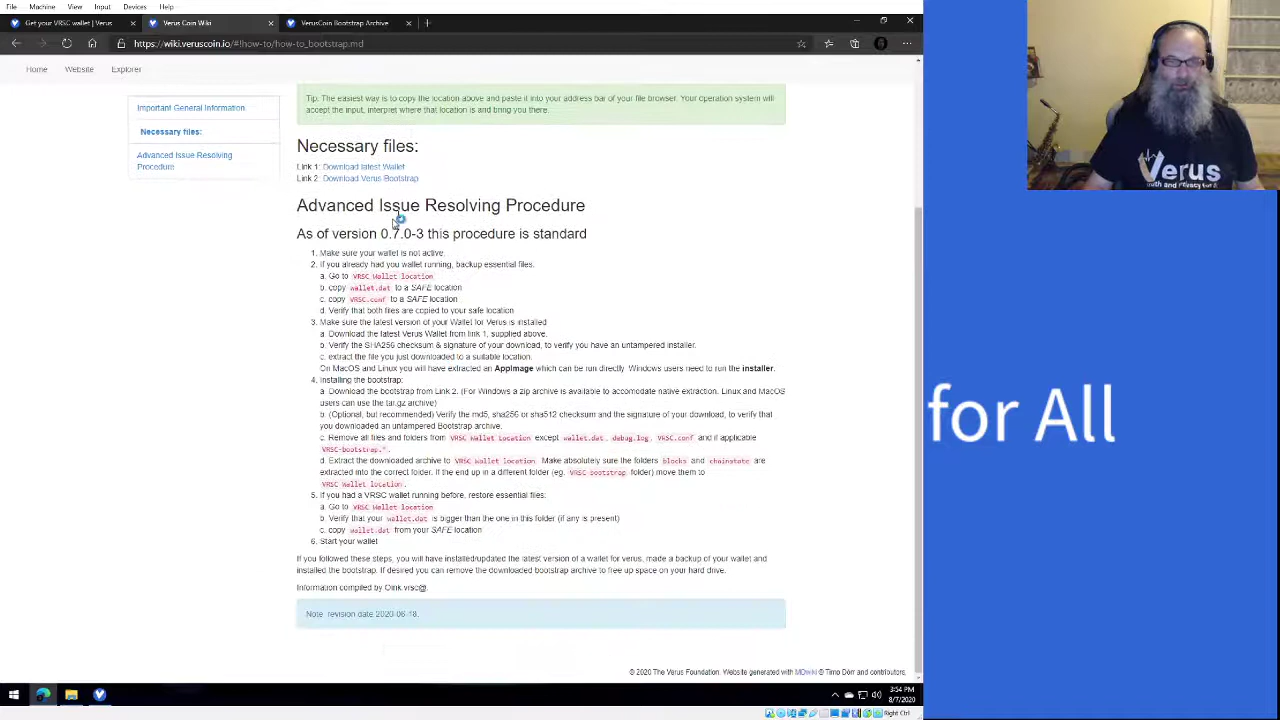 File Machine View Input Devices Help
Get your VRSC wallet | Verus
Verus Coin Wiki
VerusCoin Bootstrap Archive
https://wiki.veruscoin.io/#!how-to/how-to_bootstrap.md
Home Website Explorer
Important General Information
Necessary files:
Advanced Issue Resolving
Procedure
Tip: The easiest way is to copy the location above and paste it into your address bar of your file browser. Your operation system will
accept the input, interpret where that location is and bring you there.
Necessary files:
Link 1: Download latest Wallet
Link 2: Download Verus Bootstrap
Advanced Issue Resolving Procedure
As of version 0.7.0-3 this procedure is standard
1. Make sure your wallet is not active.
2. If you already had you wallet running, backup essential files.
a. Go to VRSC Wallet location
b. copy wallet.dat to a SAFE location
c. copy VRSC.conf to a SAFE location
d. Verify that both files are copied to your safe location
3. Make sure the latest version of your Wallet for Verus is installed
a. Download the latest Verus Wallet from link 1, supplied above.
b. Verify the SHA256 checksum & signature of your download, to verify you have an untampered installer.
c. extract the file you just downloaded to a suitable location.
On MacOS and Linux you will have extracted an AppImage which can be run directly. Windows users need to run the installer.
4. Installing the bootstrap:
a. Download the bootstrap from Link 2. (For Windows a zip archive is available to accomodate native extraction. Linux and MacOS
users can use the tar.gz archive)
b. (Optional, but recommended) Verify the md5, sha256 or sha512 checksum and the signature of your download, to verify that
you downloaded an untampered Bootstrap archive.
c. Remove all files and folders from VRSC Wallet Location except wallet.dat, debug.log, VRSC.conf and if applicable
VRSC-bootstrap.*.
d. Extract the downloaded archive to VRSC Wallet location. Make absolutely sure the folders blocks and chainstate are
extracted into the correct folder. If the end up in a different folder (eg. VRSC-bootstrap folder) move them to
VRSC Wallet location.
5. If you had a VRSC wallet running before, restore essential files:
a. Go to VRSC Wallet location
b. Verify that your wallet.dat is bigger than the one in this folder (if any is present)
c. copy wallet.dat from your SAFE location
6. Start your wallet
If you followed these steps, you will have installed/updated the latest version of a wallet for verus, made a backup of your wallet and
installed the bootstrap. If desired you can remove the downloaded bootstrap archive to free up space on your hard drive.
Information compiled by Oink.vrsc@.
Note: revision date 2020-06-18.
© 2020 The Verus Foundation. Website generated with MDwiki © Timo Dörr and contributors.
3:54 PM
8/7/2020
Right Ctrl
Verus
Truth and Privacy for All
for All